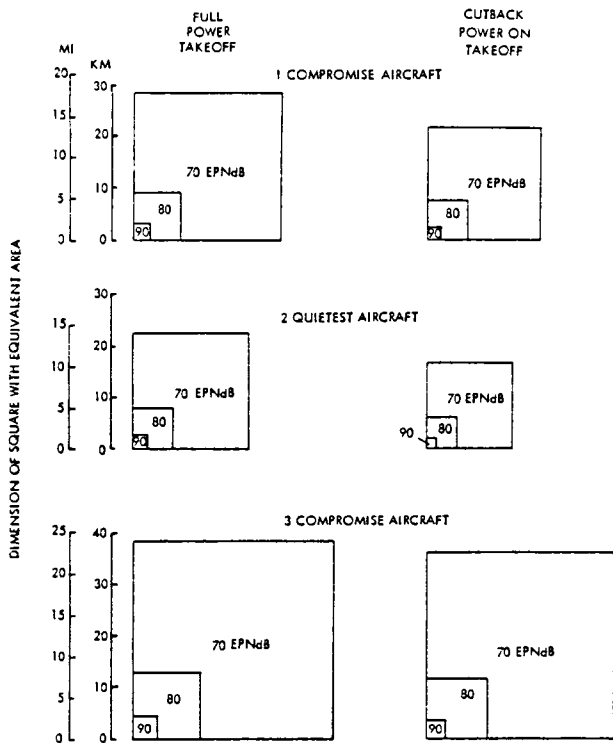 FULL
POWER
TAKEOFF
CUTBACK
POWER ON
TAKEOFF
MI
KM
1 COMPROMISE AIRCRAFT
20
15
10
5
0
30
20
10
0
70 EPNdB
80
90
70 EPNdB
80
90
DIMENSION OF SQUARE WITH EQUIVALENT AREA
2 QUIETEST AIRCRAFT
15
10
5
0
30
20
10
0
70 EPNdB
80
90
70 EPNdB
80
90
3 COMPROMISE AIRCRAFT
25
20
15
10
5
0
40
30
20
10
0
70 EPNdB
80
90
70 EPNdB
80
90